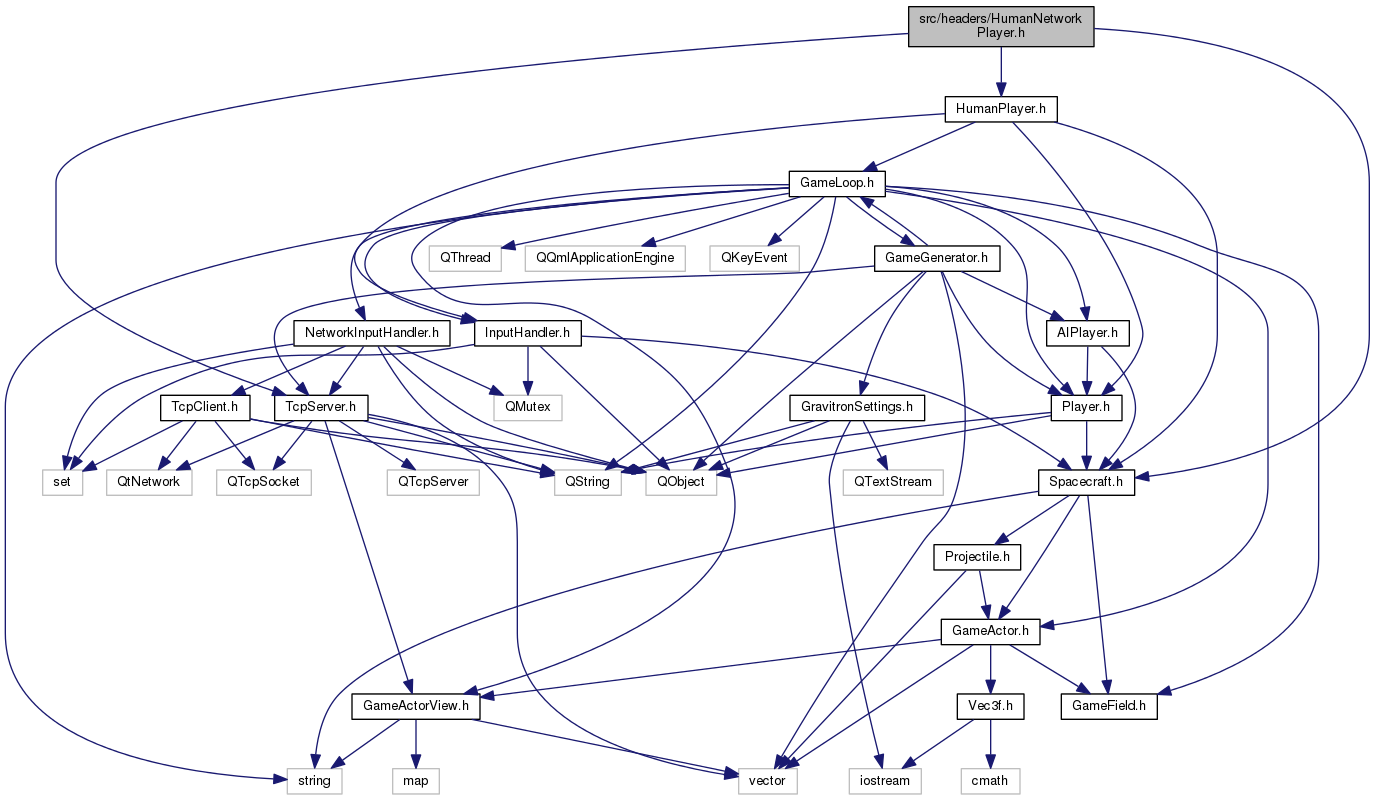 src/headers/HumanNetwork
Player.h
HumanPlayer.h
GameLoop.h
QThread
QQmlApplicationEngine
QKeyEvent
GameGenerator.h
NetworkInputHandler.h
InputHandler.h
AIPlayer.h
TcpClient.h
TcpServer.h
QMutex
GravitronSettings.h
Player.h
set
QtNetwork
QTcpSocket
QTcpServer
QString
QObject
QTextStream
Spacecraft.h
Projectile.h
GameActor.h
GameActorView.h
Vec3f.h
GameField.h
string
map
vector
iostream
cmath